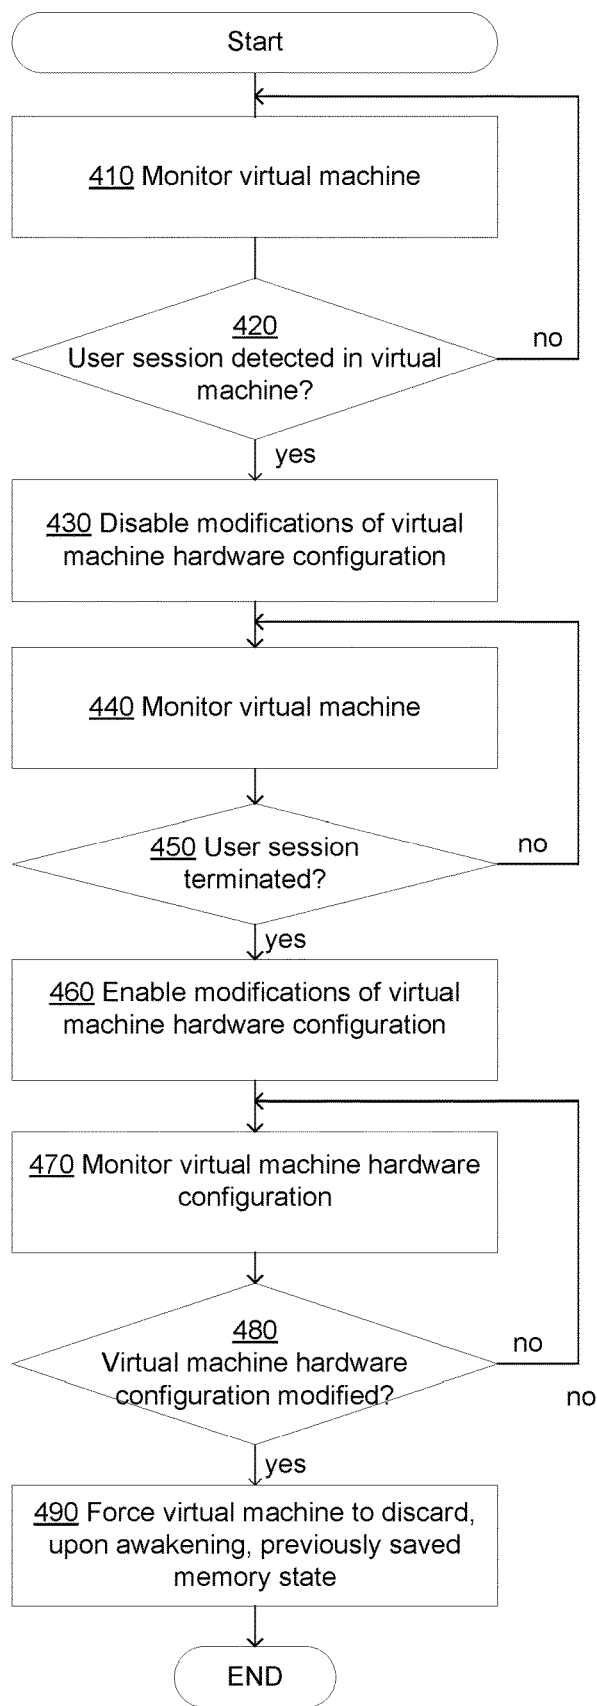 Start
410 Monitor virtual machine
420
User session detected in virtual
machine?
no
yes
430 Disable modifications of virtual
machine hardware configuration
440 Monitor virtual machine
450 User session
terminated?
no
yes
460 Enable modifications of virtual
machine hardware configuration
470 Monitor virtual machine hardware
configuration
480
Virtual machine hardware
configuration modified?
no
no
yes
490 Force virtual machine to discard,
upon awakening, previously saved
memory state
END